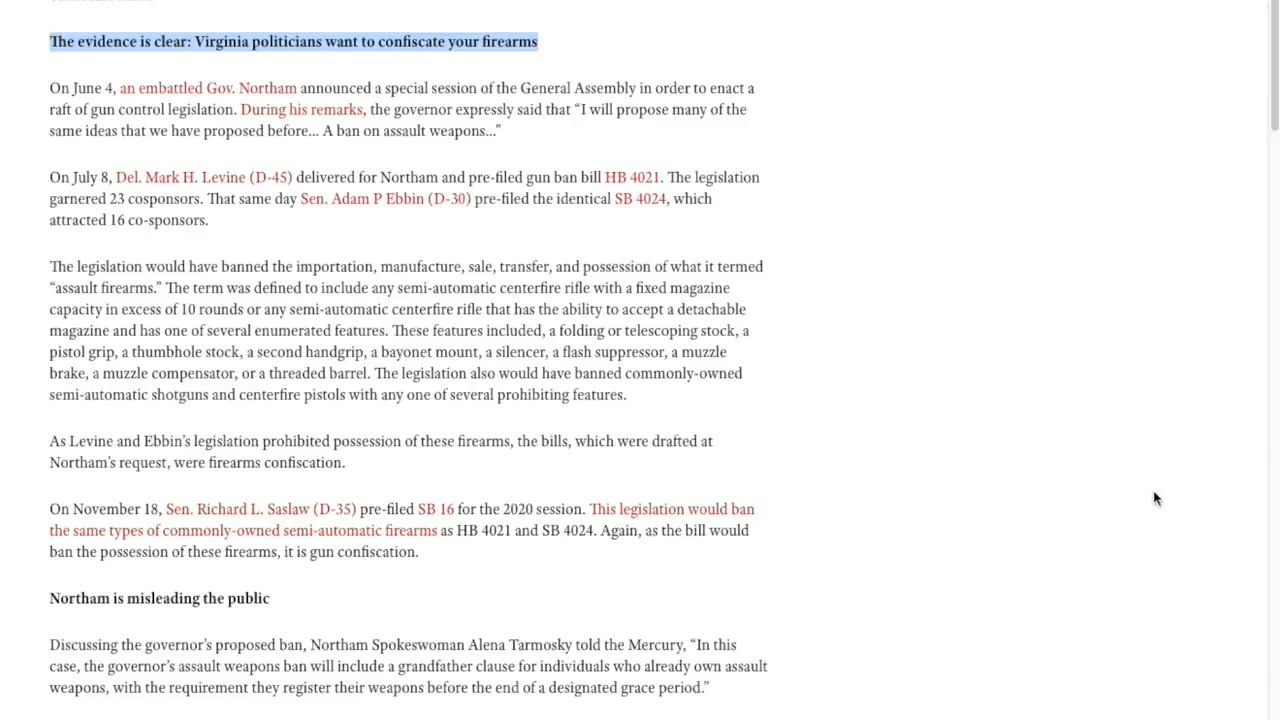 The evidence is clear: Virginia politicians want to confiscate your firearms
On June 4, an embattled Gov. Northam announced a special session of the General Assembly in order to enact a
raft of gun control legislation. During his remarks, the governor expressly said that “I will propose many of the
same ideas that we have proposed before... A ban on assault weapons...”
On July 8, Del. Mark H. Levine (D-45) delivered for Northam and pre-filed gun ban bill HB 4021. The legislation
garnered 23 cosponsors. That same day Sen. Adam P Ebbin (D-30) pre-filed the identical SB 4024, which
attracted 16 co-sponsors.
The legislation would have banned the importation, manufacture, sale, transfer, and possession of what it termed
“assault firearms.” The term was defined to include any semi-automatic centerfire rifle with a fixed magazine
capacity in excess of 10 rounds or any semi-automatic centerfire rifle that has the ability to accept a detachable
magazine and has one of several enumerated features. These features included, a folding or telescoping stock, a
pistol grip, a thumbhole stock, a second handgrip, a bayonet mount, a silencer, a flash suppressor, a muzzle
brake, a muzzle compensator, or a threaded barrel. The legislation also would have banned commonly-owned
semi-automatic shotguns and centerfire pistols with any one of several prohibiting features.
As Levine and Ebbin’s legislation prohibited possession of these firearms, the bills, which were drafted at
Northam’s request, were firearms confiscation.
On November 18, Sen. Richard L. Saslaw (D-35) pre-filed SB 16 for the 2020 session. This legislation would ban
the same types of commonly-owned semi-automatic firearms as HB 4021 and SB 4024. Again, as the bill would
ban the possession of these firearms, it is gun confiscation.
Northam is misleading the public
Discussing the governor’s proposed ban, Northam Spokeswoman Alena Yarmosky told the Mercury, “In this
case, the governor’s assault weapons ban will include a grandfather clause for individuals who already own assault
weapons, with the requirement they register their weapons before the end of a designated grace period.”